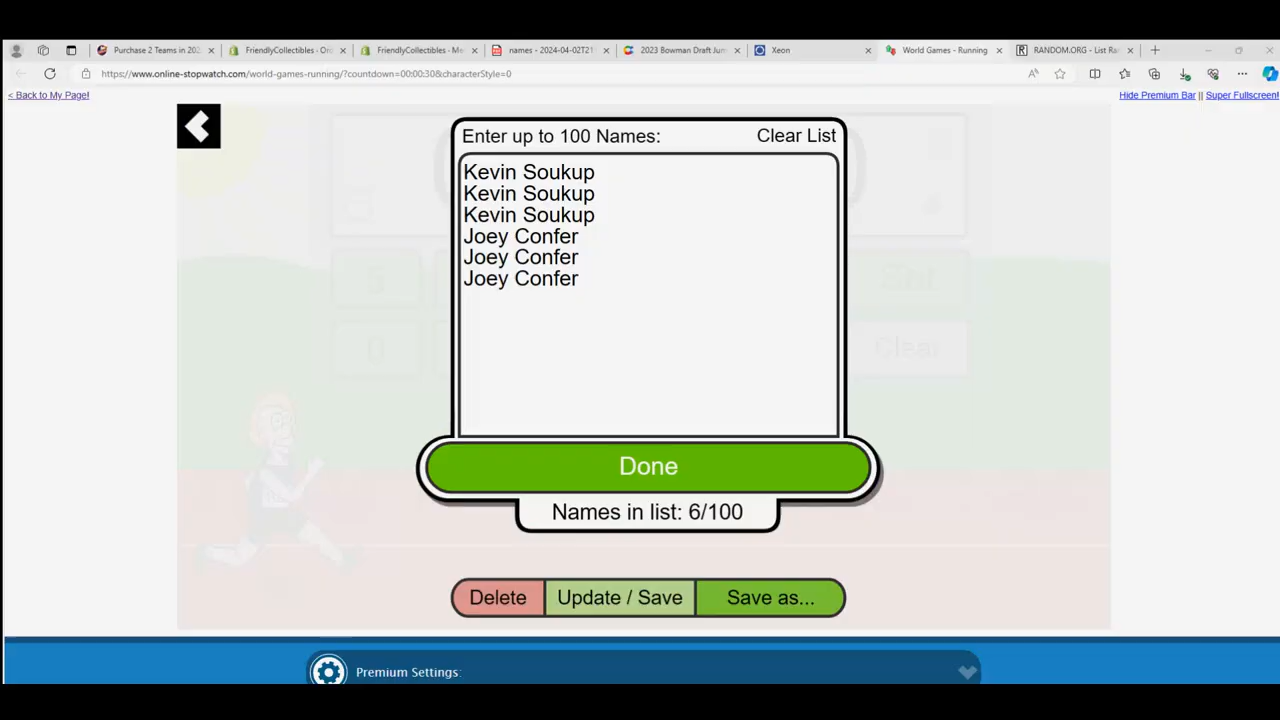 Purchase 2 Teams in 202
FriendlyCollectibles - Or
FriendlyCollectibles - Me
names - 2024-04-02T21
2023 Bowman Draft Jum
Xeon
World Games - Running
RANDOM.ORG - List Ra
https://www.online-stopwatch.com/world-games-running/?countdown=00:00:30&characterStyle=0
< Back to My Page!
Hide Premium Bar || Super Fullscreen!
Enter up to 100 Names:
Clear List
Kevin Soukup
Kevin Soukup
Kevin Soukup
Joey Confer
Joey Confer
Joey Confer
3
0
Clear
Done
Names in list: 6/100
Delete
Update / Save
Save as...
Premium Settings: